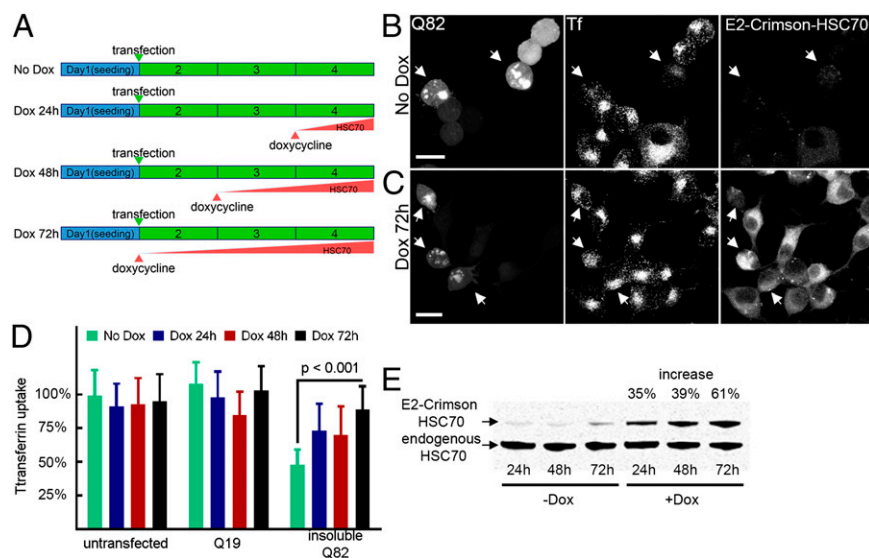 A
transfection
No Dox Day1(seeding) 2 3 4
transfection
Dox 24h Day1(seeding) 2 3 4
HSC70
doxycycline
transfection
Dox 48h Day1(seeding) 2 3 4
HSC70
doxycycline
transfection
Dox 72h Day1(seeding) 2 3 4
HSC70
doxycycline
B
Q82 Tf E2-Crimson-HSC70
No Dox
C
Dox 72h
D
No Dox Dox 24h Dox 48h Dox 72h
p < 0.001
Ttransferrin uptake
100%
75%
50%
25%
untransfected Q19 insoluble
Q82
E
increase
35% 39% 61%
E2-Crimson
HSC70
endogenous
HSC70
24h 48h 72h 24h 48h 72h
-Dox +Dox